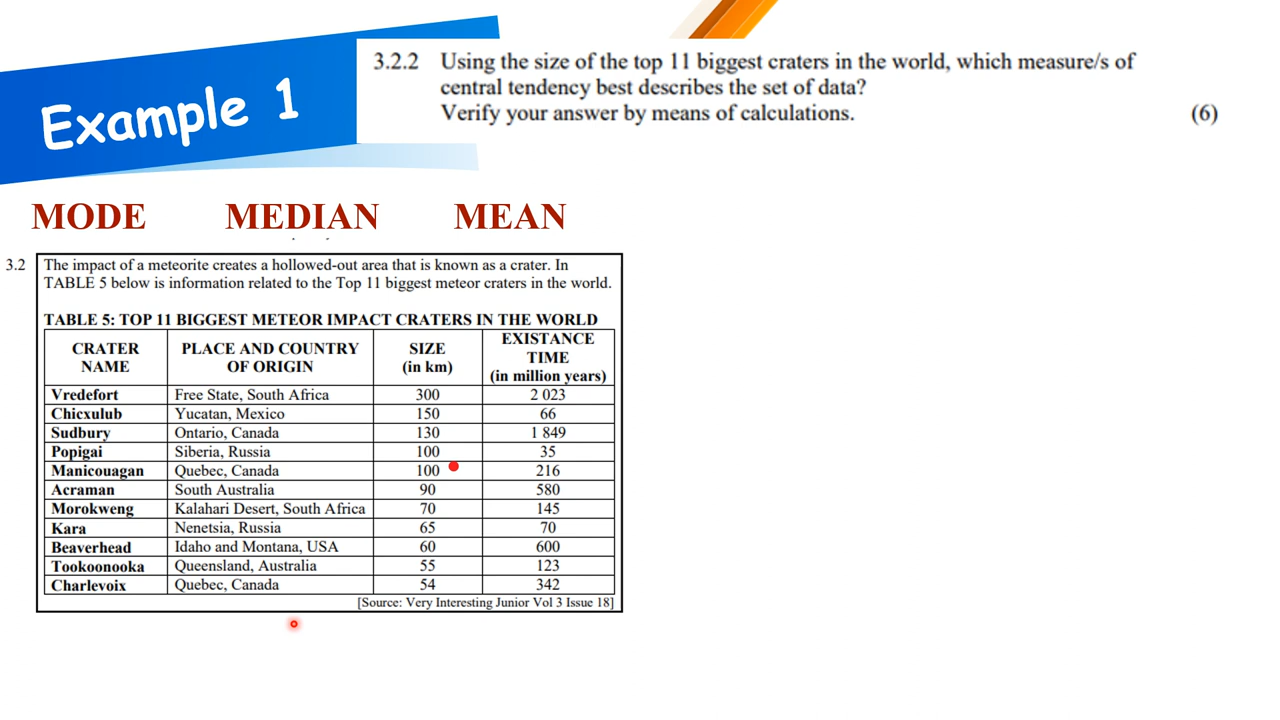 Example 1
3.2.2 Using the size of the top 11 biggest craters in the world, which measure/s of
central tendency best describes the set of data?
Verify your answer by means of calculations. (6)
MODE MEDIAN MEAN
3.2 The impact of a meteorite creates a hollowed-out area that is known as a crater. In
TABLE 5 below is information related to the Top 11 biggest meteor craters in the world.
TABLE 5: TOP 11 BIGGEST METEOR IMPACT CRATERS IN THE WORLD
CRATER NAME PLACE AND COUNTRY OF ORIGIN SIZE (in km) EXISTANCE TIME (in million years)
Vredefort Free State, South Africa 300 2 023
Chicxulub Yucatan, Mexico 150 66
Sudbury Ontario, Canada 130 1 849
Popigai Siberia, Russia 100 35
Manicouagan Quebec, Canada 100 216
Acraman South Australia 90 580
Morokweng Kalahari Desert, South Africa 70 145
Kara Nenetsia, Russia 65 70
Beaverhead Idaho and Montana, USA 60 600
Tookoonooka Queensland, Australia 55 123
Charlevoix Quebec, Canada 54 342
[Source: Very Interesting Junior Vol 3 Issue 18]